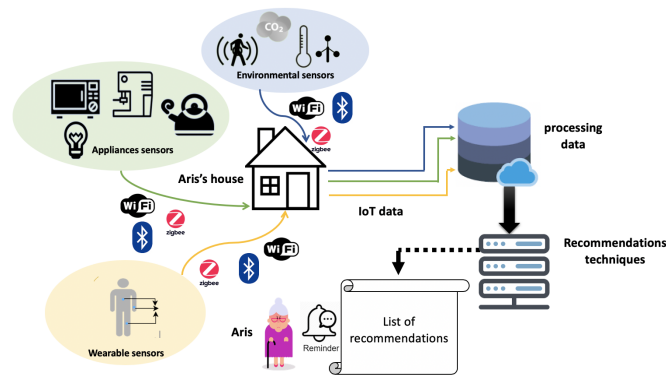 CO₂
Environmental sensors
WiFi
zigbee
Appliances sensors
Aris's house
processing
data
IoT data
WiFi
zigbee
Recommendations
techniques
WiFi
zigbee
Wearable sensors
Aris
Reminder
List of
recommendations